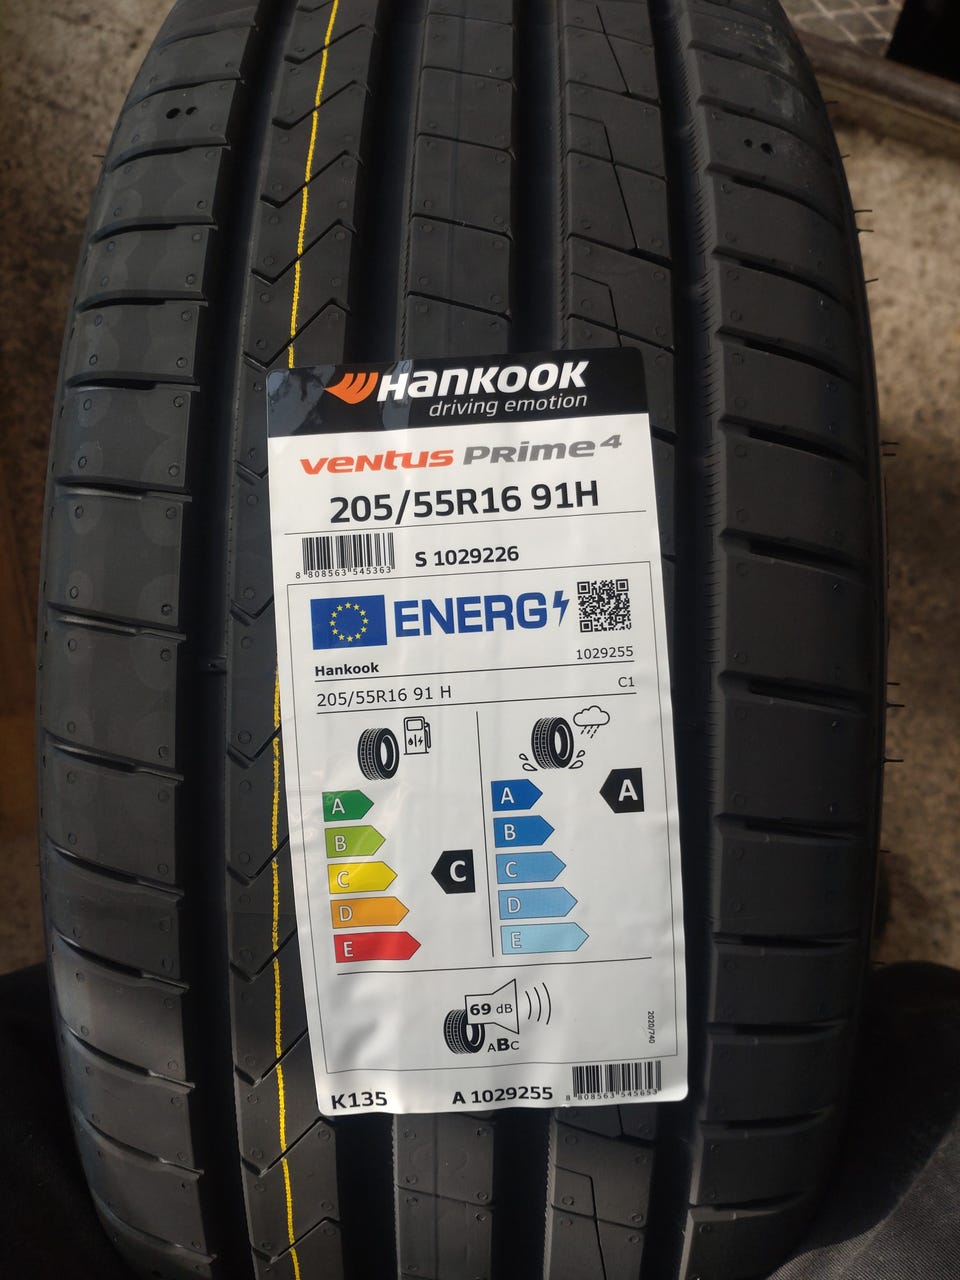 Hankook
driving emotion
Ventus Prime4
205/55R16 91H
8 808563 545363
S 1029226
ENERG
Hankook
1029255
205/55R16 91 H
C1
A
B
C
D
E
C
A
B
C
D
E
A
69 dB
ABC
2020/740
K135
A 1029255
8 808563 545653